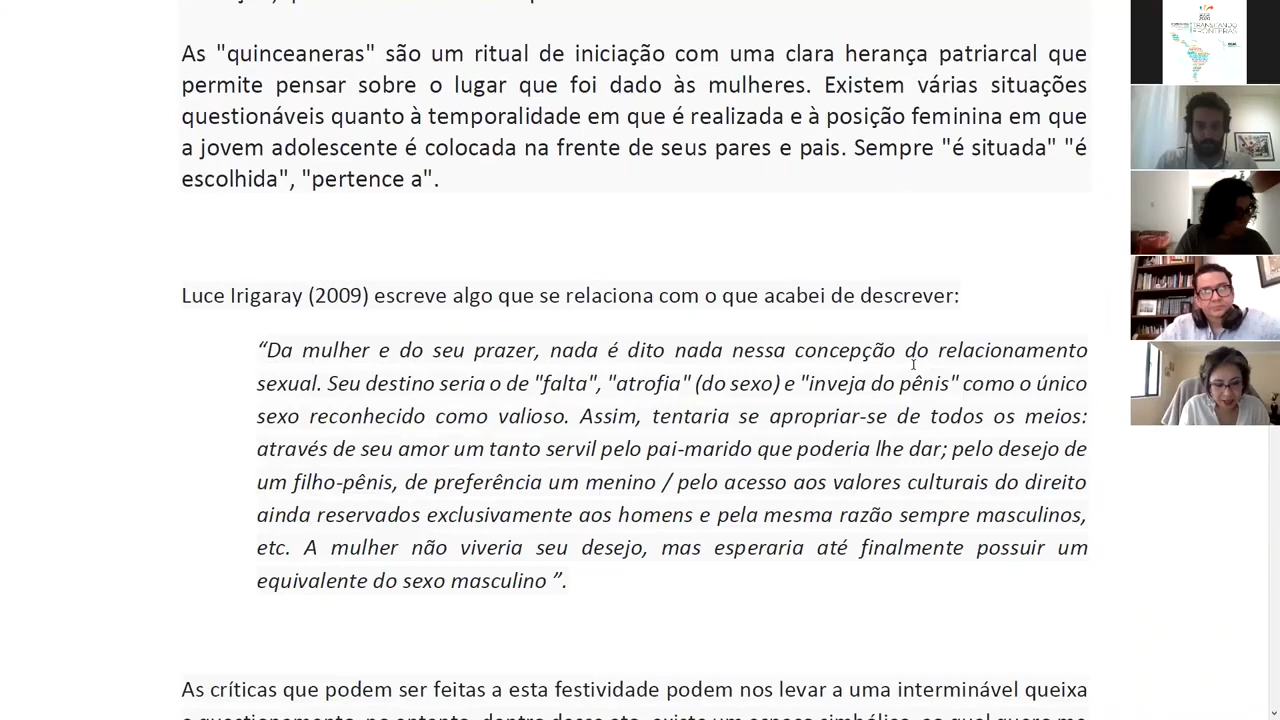 As "quinceaneras" são um ritual de iniciação com uma clara herança patriarcal que
permite pensar sobre o lugar que foi dado às mulheres. Existem várias situações
questionáveis quanto à temporalidade em que é realizada e à posição feminina em que
a jovem adolescente é colocada na frente de seus pares e pais. Sempre "é situada" "é
escolhida", "pertence a".
Luce Irigaray (2009) escreve algo que se relaciona com o que acabei de descrever:
“Da mulher e do seu prazer, nada é dito nada nessa concepção do relacionamento
sexual. Seu destino seria o de "falta", "atrofia" (do sexo) e "inveja do pênis" como o único
sexo reconhecido como valioso. Assim, tentaria se apropriar-se de todos os meios:
através de seu amor um tanto servil pelo pai-marido que poderia lhe dar; pelo desejo de
um filho-pênis, de preferência um menino / pelo acesso aos valores culturais do direito
ainda reservados exclusivamente aos homens e pela mesma razão sempre masculinos,
etc. A mulher não viveria seu desejo, mas esperaria até finalmente possuir um
equivalente do sexo masculino ”.
As críticas que podem ser feitas a esta festividade podem nos levar a uma interminável queixa
TRANSITANDO
FRONTEIRAS